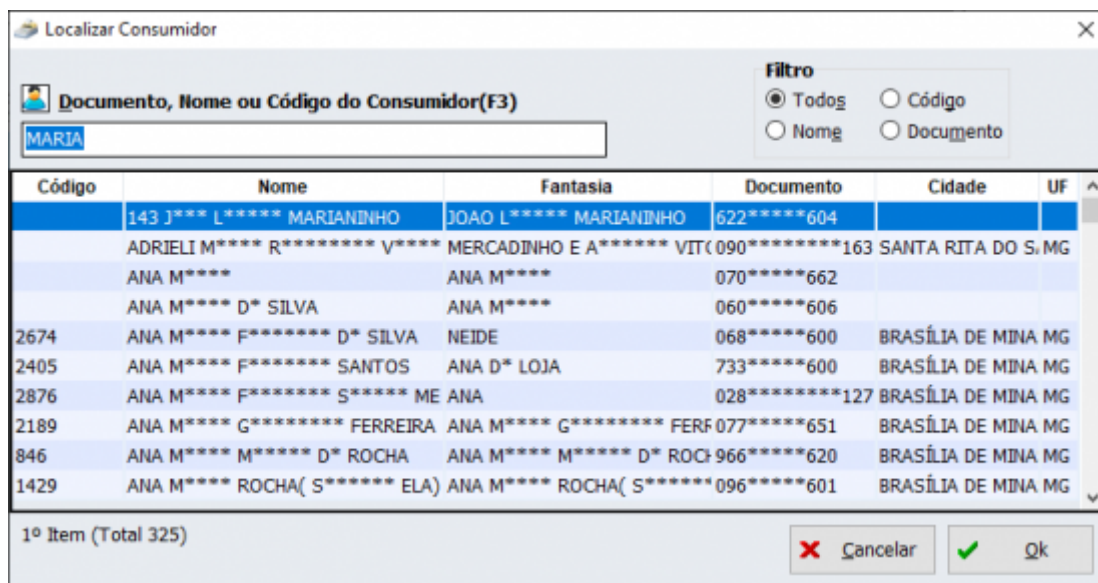 Localizar Consumidor
Filtro
Documento, Nome ou Código do Consumidor(F3)
Todos Código
MARIA
Nome Documento
Código Nome Fantasia Documento Cidade UF
143 J*** L***** MARIANINHO JOAO L***** MARIANINHO 622*****604
ADRIELI M**** R******** V**** MERCADINHO E A****** VITO 090********163 SANTA RITA DO SA MG
ANA M**** ANA M**** 070*****662
ANA M**** D* SILVA ANA M**** 060*****606
2674 ANA M**** F******* D* SILVA NEIDE 068*****600 BRASÍLIA DE MINA MG
2405 ANA M**** F******* SANTOS ANA D* LOJA 733*****600 BRASÍLIA DE MINA MG
2876 ANA M**** F******* S***** ME ANA 028********127 BRASÍLIA DE MINA MG
2189 ANA M**** G******** FERREIRA ANA M**** G******** FERR 077*****651 BRASÍLIA DE MINA MG
846 ANA M**** M***** D* ROCHA ANA M**** M***** D* ROCH 966*****620 BRASÍLIA DE MINA MG
1429 ANA M**** ROCHA( S****** ELA) ANA M**** ROCHA( S****** 096*****601 BRASÍLIA DE MINA MG
1º Item (Total 325)
Cancelar Ok